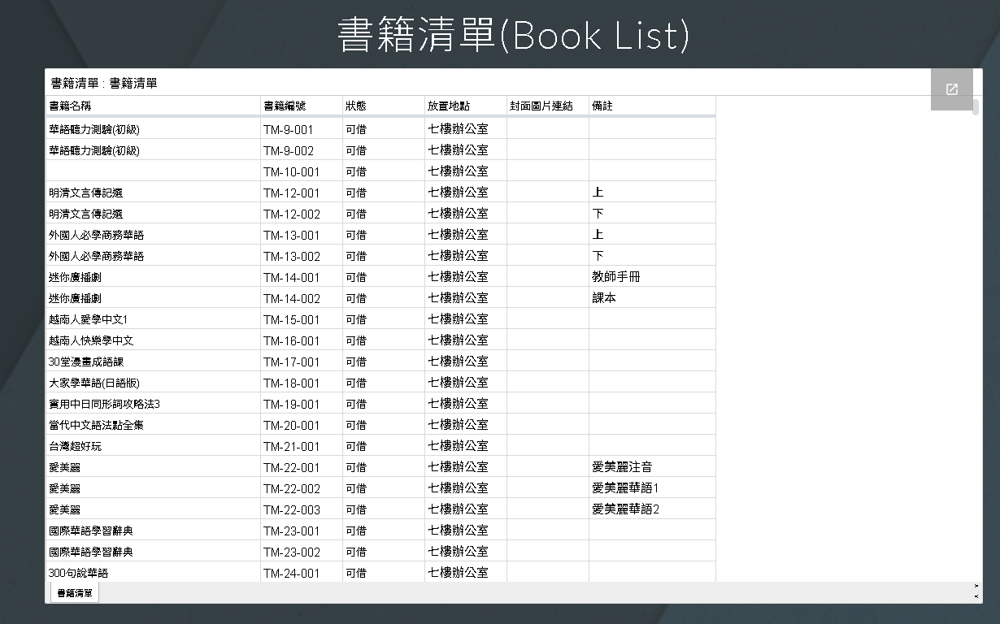 書籍清單(Book List)
書籍清單 : 書籍清單
書籍名稱 書籍編號 狀態 放置地點 封面圖片連結 備註
華語聽力測驗(初級) TM-9-001 可借 七樓辦公室
華語聽力測驗(初級) TM-9-002 可借 七樓辦公室
TM-10-001 可借 七樓辦公室
明清文言傳記選 TM-12-001 可借 七樓辦公室 上
明清文言傳記選 TM-12-002 可借 七樓辦公室 下
外國人必學商務華語 TM-13-001 可借 七樓辦公室 上
外國人必學商務華語 TM-13-002 可借 七樓辦公室 下
迷你廣播劇 TM-14-001 可借 七樓辦公室 教師手冊
迷你廣播劇 TM-14-002 可借 七樓辦公室 課本
越南人愛學中文1 TM-15-001 可借 七樓辦公室
越南人快樂學中文 TM-16-001 可借 七樓辦公室
30堂漫畫成語課 TM-17-001 可借 七樓辦公室
大家學華語(日語版) TM-18-001 可借 七樓辦公室
實用中日同形詞攻略法3 TM-19-001 可借 七樓辦公室
當代中文語法點全集 TM-20-001 可借 七樓辦公室
台灣超好玩 TM-21-001 可借 七樓辦公室
愛美麗 TM-22-001 可借 七樓辦公室 愛美麗注音
愛美麗 TM-22-002 可借 七樓辦公室 愛美麗華語1
愛美麗 TM-22-003 可借 七樓辦公室 愛美麗華語2
國際華語學習辭典 TM-23-001 可借 七樓辦公室
國際華語學習辭典 TM-23-002 可借 七樓辦公室
300句說華語 TM-24-001 可借 七樓辦公室
書籍清單